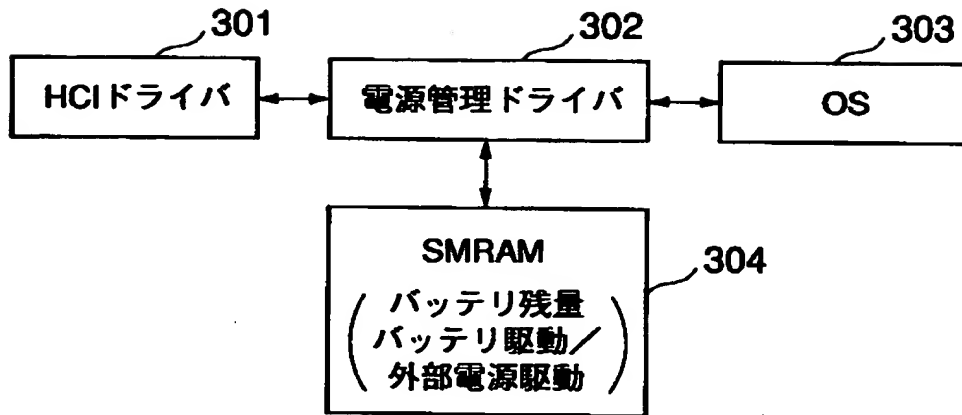 301
302
303
HCIドライバ
電源管理ドライバ
OS
304
SMRAM
バッテリ残量
バッテリ駆動/
外部電源駆動